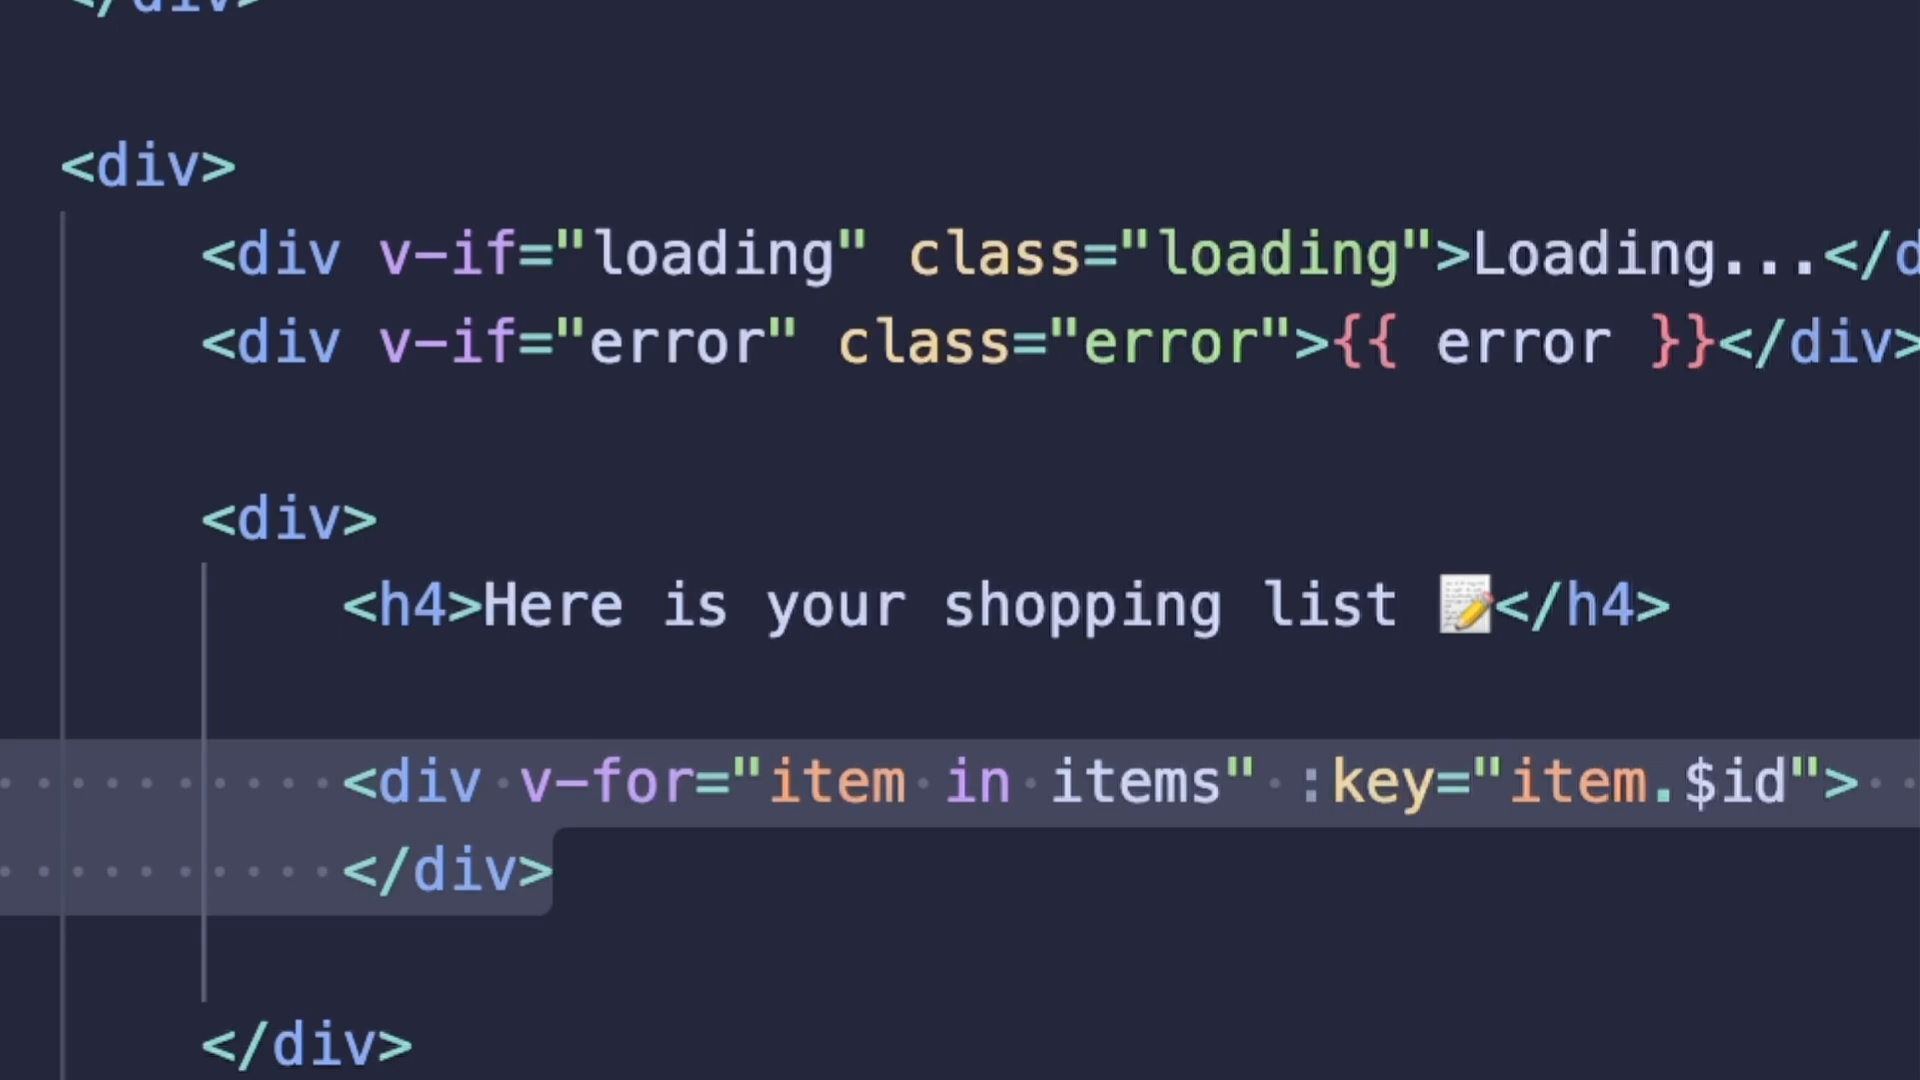 </div>
<div>
<div v-if="loading" class="loading">Loading...</d
<div v-if="error" class="error">{{ error }}</div>
<div>
<h4>Here is your shopping list 📝</h4>
<div v-for="item in items" :key="item.$id">
</div>
</div>